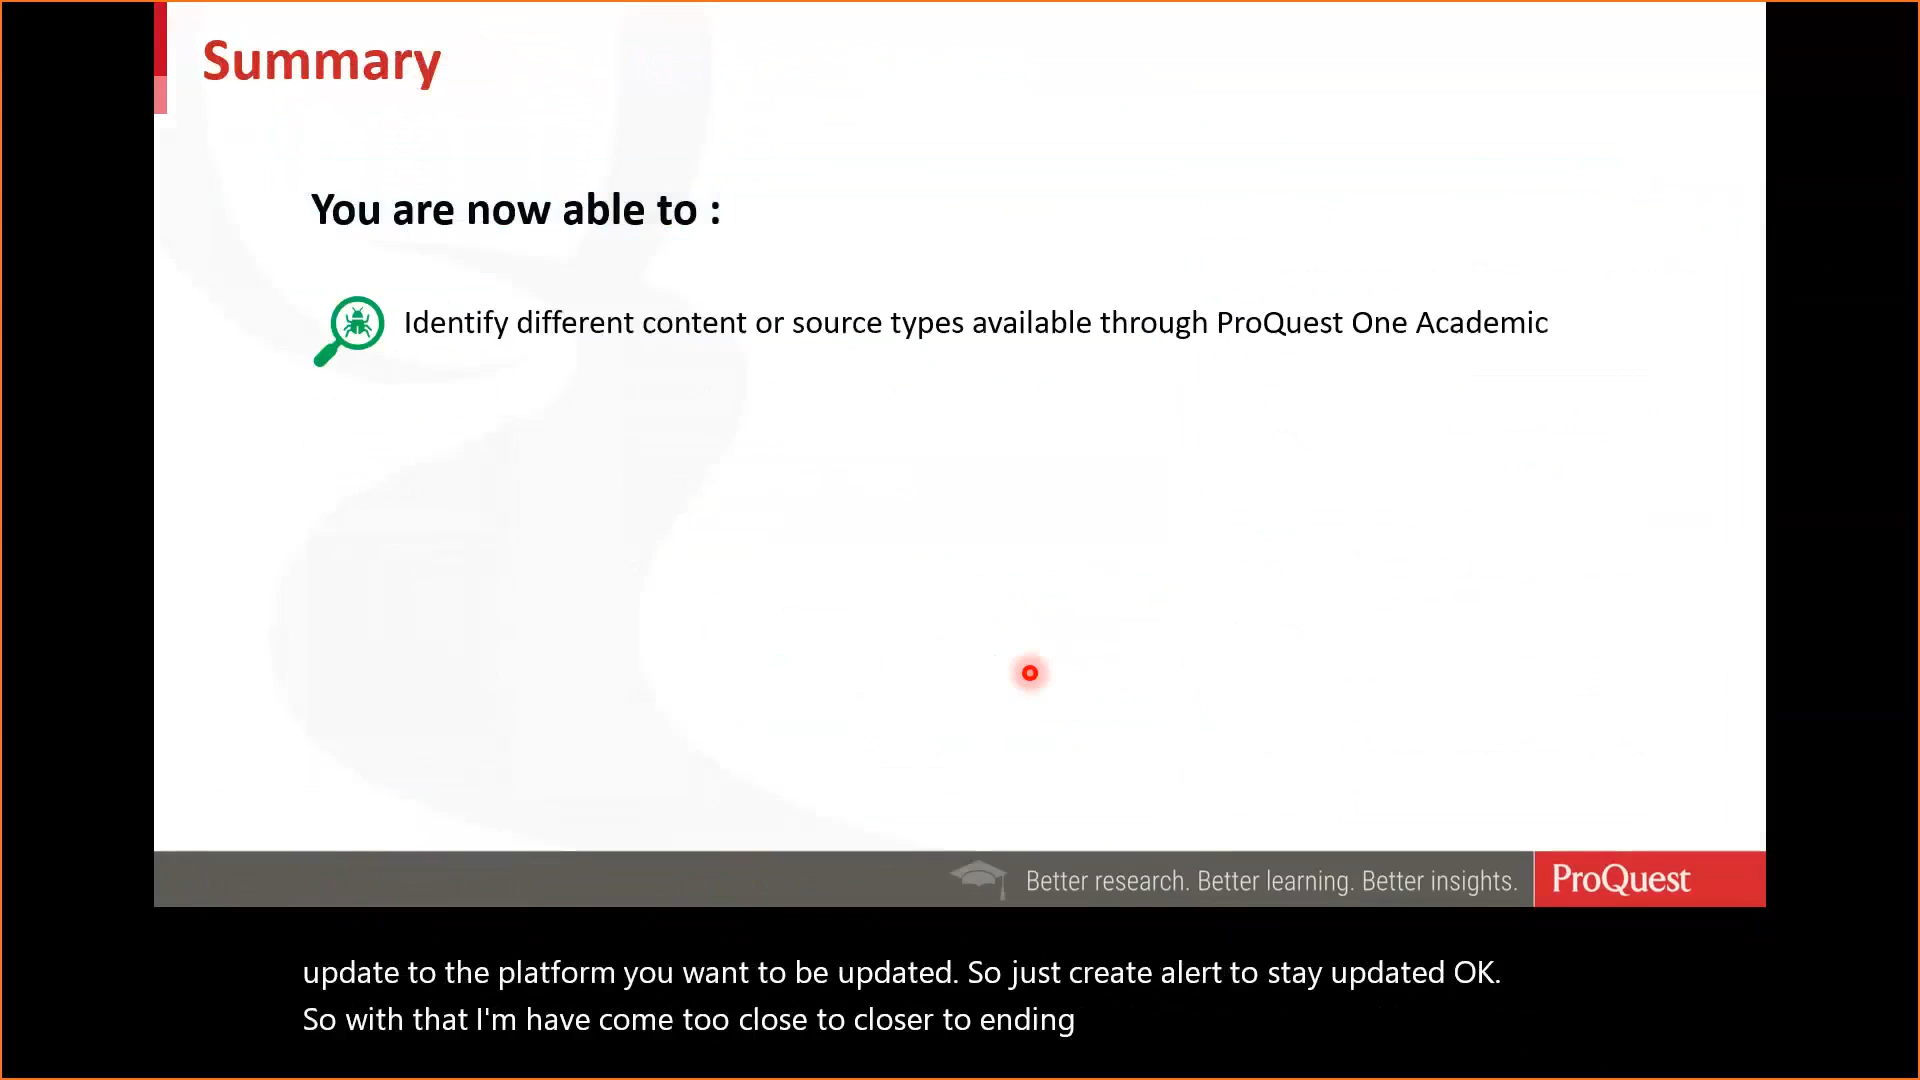 Summary
You are now able to :
Identify different content or source types available through ProQuest One Academic
Better research. Better learning. Better insights.
ProQuest
update to the platform you want to be updated. So just create alert to stay updated OK.
So with that I'm have come too close to closer to ending